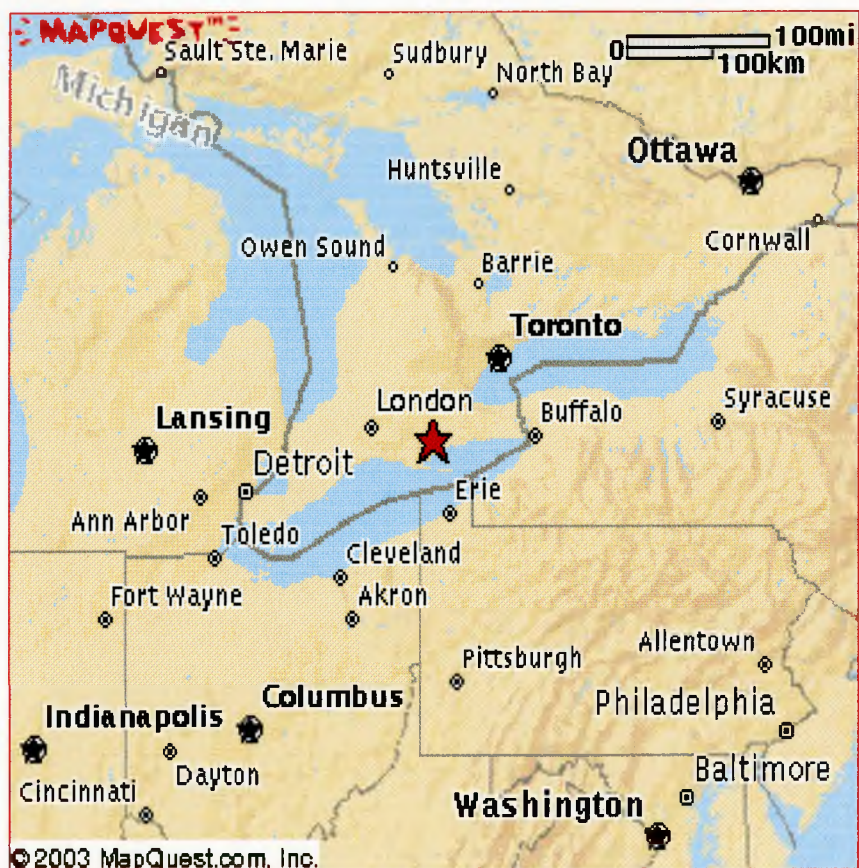 MAPQUEST™
100mi
0
100km
Sault Ste. Marie
Sudbury
North Bay
Michigan
Ottawa
Huntsville
Cornwall
Owen Sound
Barrie
Toronto
London
Lansing
Buffalo
Syracuse
Detroit
Erie
Ann Arbor
Toledo
Cleveland
Fort Wayne
Akron
Allentown
Pittsburgh
Columbus
Philadelphia
Indianapolis
Dayton
Baltimore
Cincinnati
Washington
©2003 MapQuest.com, Inc.